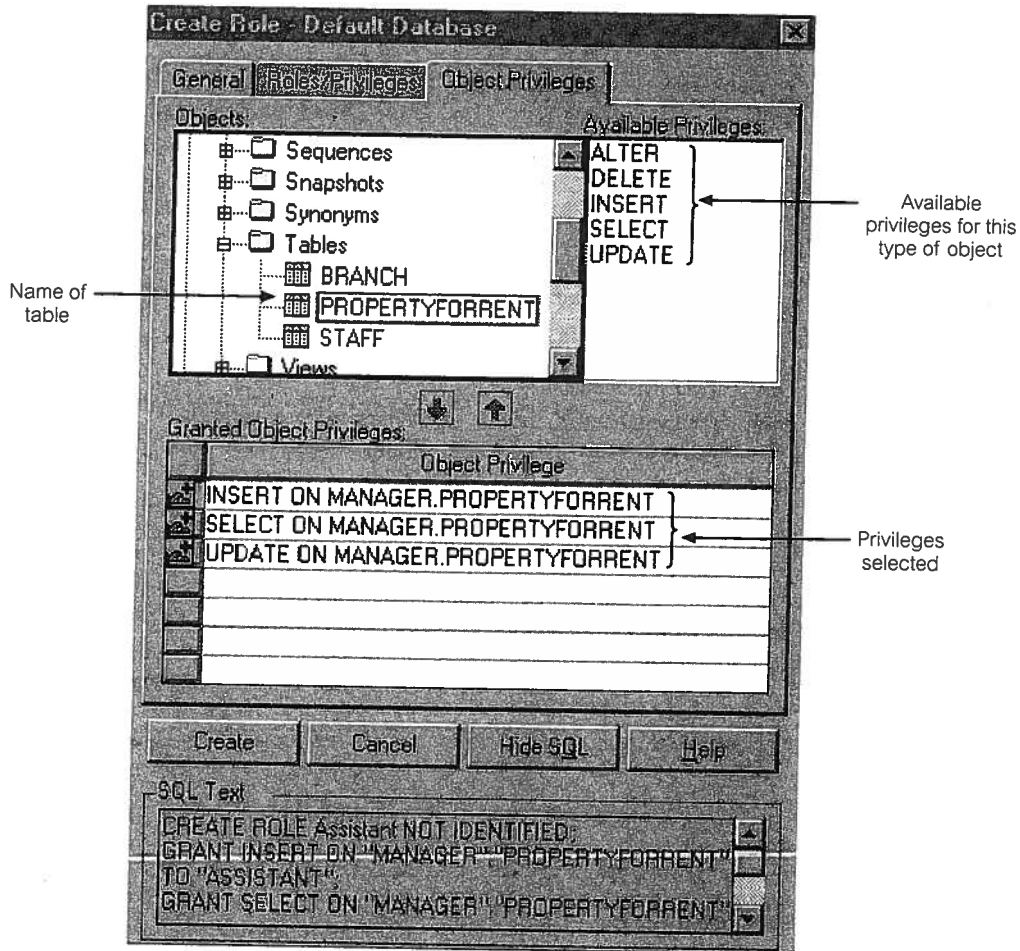 Create Role - Default Database
General
Roles/Privileges
Object Privileges
Objects:
Available Privileges:
Sequences
Snapshots
Synonyms
Tables
BRANCH
PROPERTYFORRENT
STAFF
Views
ALTER
DELETE
INSERT
SELECT
UPDATE
Available
privileges for this
type of object
Name of
table
Granted Object Privileges:
Object Privilege
INSERT ON MANAGER.PROPERTYFORRENT
SELECT ON MANAGER.PROPERTYFORRENT
UPDATE ON MANAGER.PROPERTYFORRENT
Privileges
selected
Create
Cancel
Hide SQL
Help
SQL Text
CREATE ROLE Assistant NOT IDENTIFIED;
GRANT INSERT ON "MANAGER"."PROPERTYFORRENT"
TO "ASSISTANT";
GRANT SELECT ON "MANAGER"."PROPERTYFORRENT"